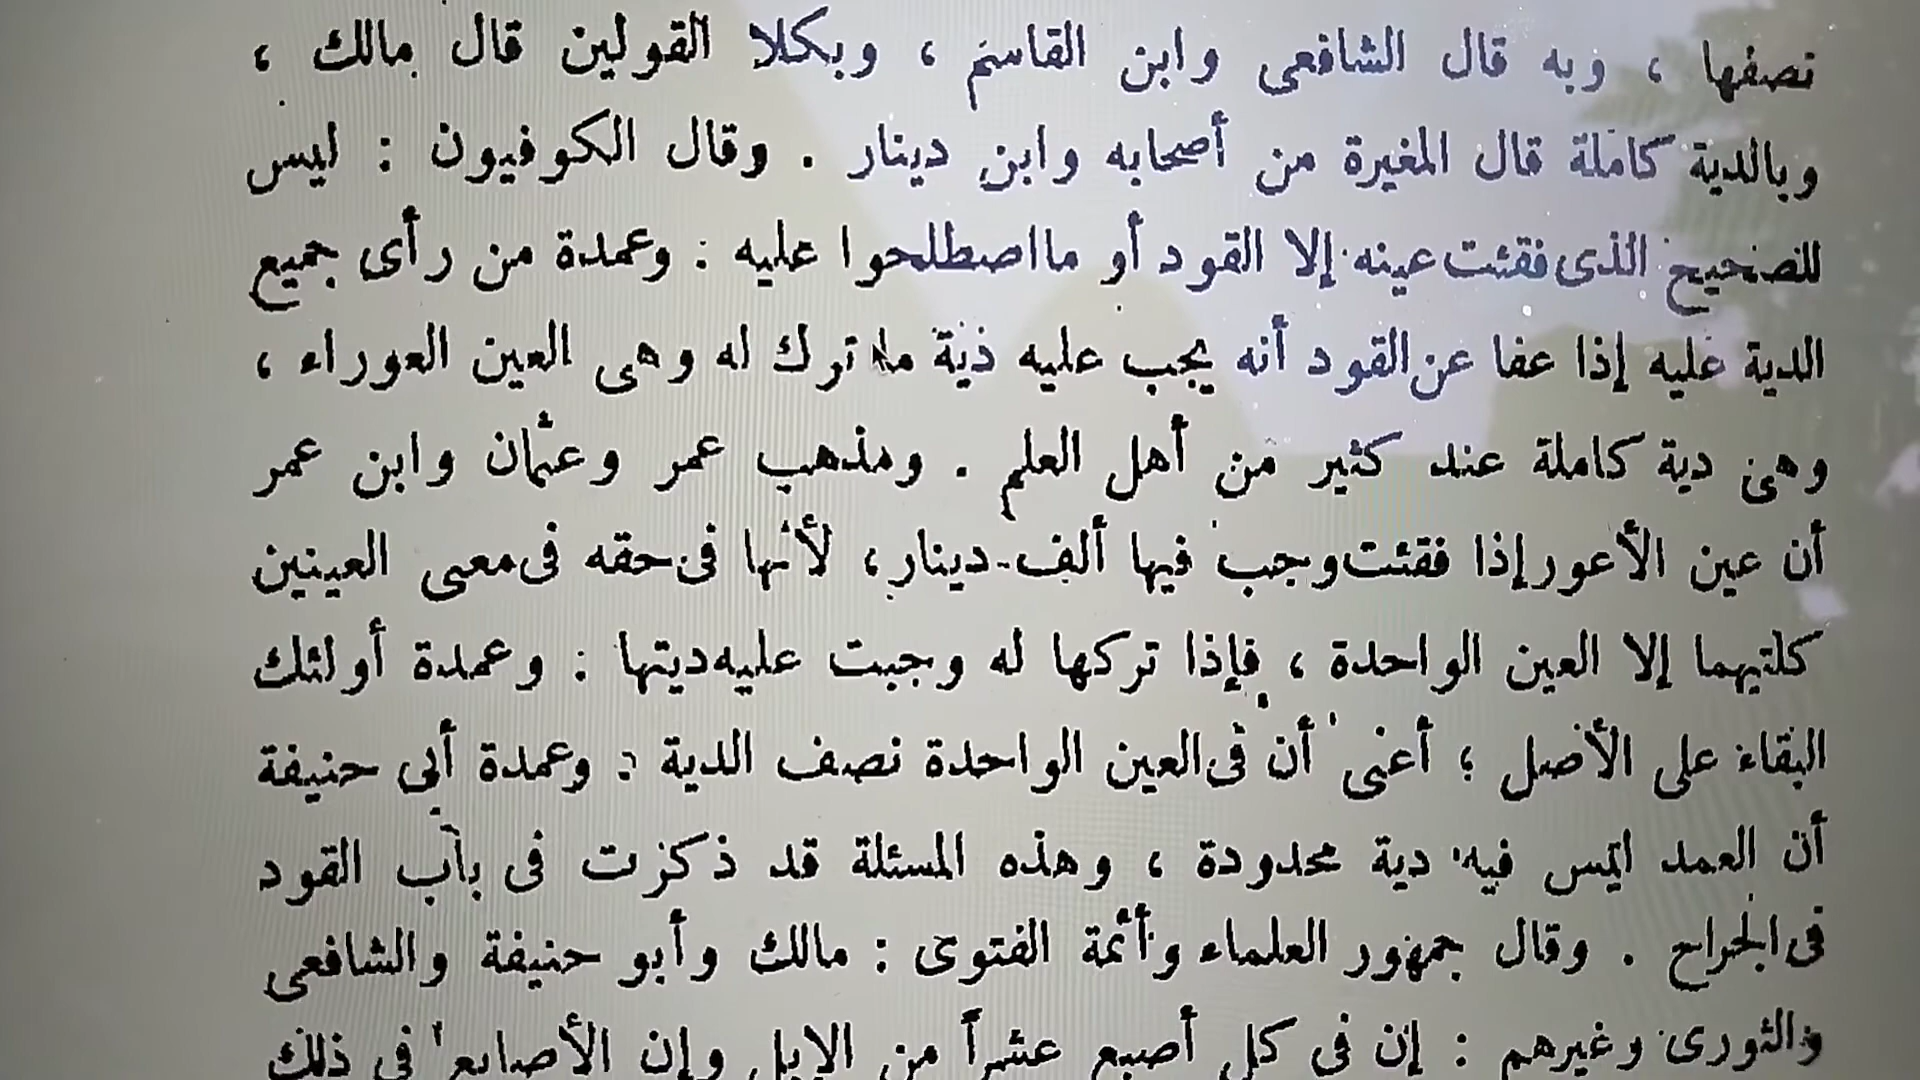 نصفها ، وبه قال الشافعى وابن القاسم ، وبكلا القولين قال مالك ،
وبالدية كاملة قال المغيرة من أصحابه وابن دينار . وقال الكوفيون : ليس
للصحيح الذى فقئت عينه إلا القود أو ما اصطلحوا عليه : وعمدة من رأى جميع
الدية عليه إذا عفا عن القود أنه يجب عليه دية ما ترك له وهى العين العوراء ،
وهى دية كاملة عند كثير من أهل العلم . ومذهب عمر وعثمان وابن عمر
أن عين الأعور إذا فقئت وجب فيها ألف دينار ، لأنها فى حقه فى معنى العينين
كلتيهما إلا العين الواحدة ، فإذا تركها له وجبت عليه ديتها : وعمدة أولئك
البقاء على الأصل ؛ أعنى أن فى العين الواحدة نصف الدية : وعمدة أبى حنيفة
أن العمد ليس فيه دية محدودة ، وهذه المسئلة قد ذكرت فى باب القود
فى الجراح . وقال جمهور العلماء وأئمة الفتوى : مالك وأبو حنيفة والشافعى
والثورى وغيرهم : إن فى كل أصبع عشراً من الإبل وإن الأصابع فى ذلك